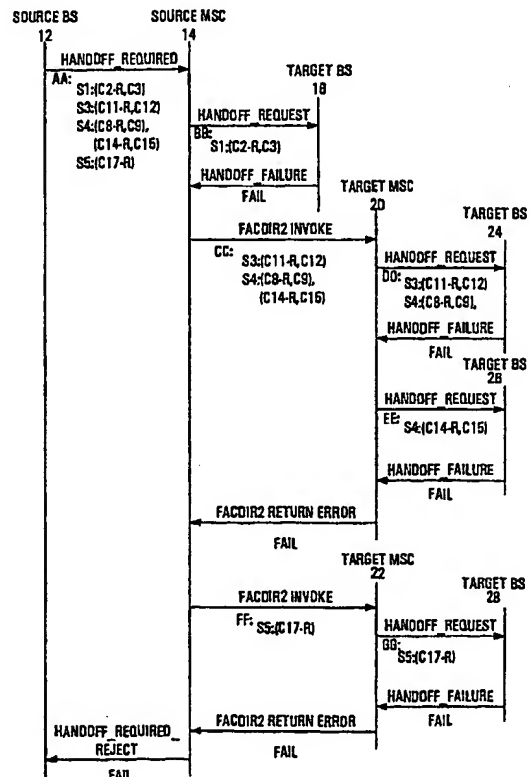 SOURCE BS
12
SOURCE MSC
14
HANDOFF_REQUIRED
AA:
S1:(C2-R,C3)
S3:(C11-R,C12)
S4:(C8-R,C9),
(C14-R,C15)
S5:(C17-R)
TARGET BS
18
HANDOFF_REQUEST
BB:
S1:(C2-R,C3)
HANDOFF_FAILURE
FAIL
TARGET MSC
20
FACDIR2 INVOKE
CC:
S3:(C11-R,C12)
S4:(C8-R,C9),
(C14-R,C15)
TARGET BS
24
HANDOFF_REQUEST
DD:
S3:(C11-R,C12)
S4:(C8-R,C9),
HANDOFF_FAILURE
FAIL
TARGET BS
26
HANDOFF_REQUEST
EE:
S4:(C14-R,C15)
HANDOFF_FAILURE
FAIL
FACDIR2 RETURN ERROR
FAIL
TARGET MSC
22
FACDIR2 INVOKE
FF:
S5:(C17-R)
TARGET BS
28
HANDOFF_REQUEST
GG:
S5:(C17-R)
HANDOFF_FAILURE
FAIL
FACDIR2 RETURN ERROR
FAIL
HANDOFF_REQUIRED_
REJECT
FAIL